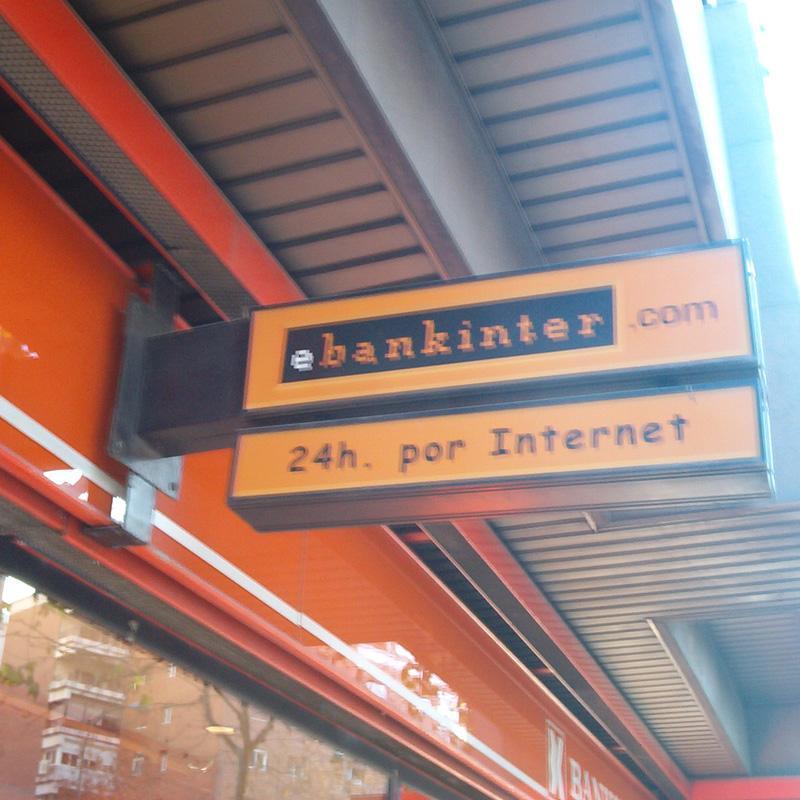 ebankinter.com
24h. por Internet